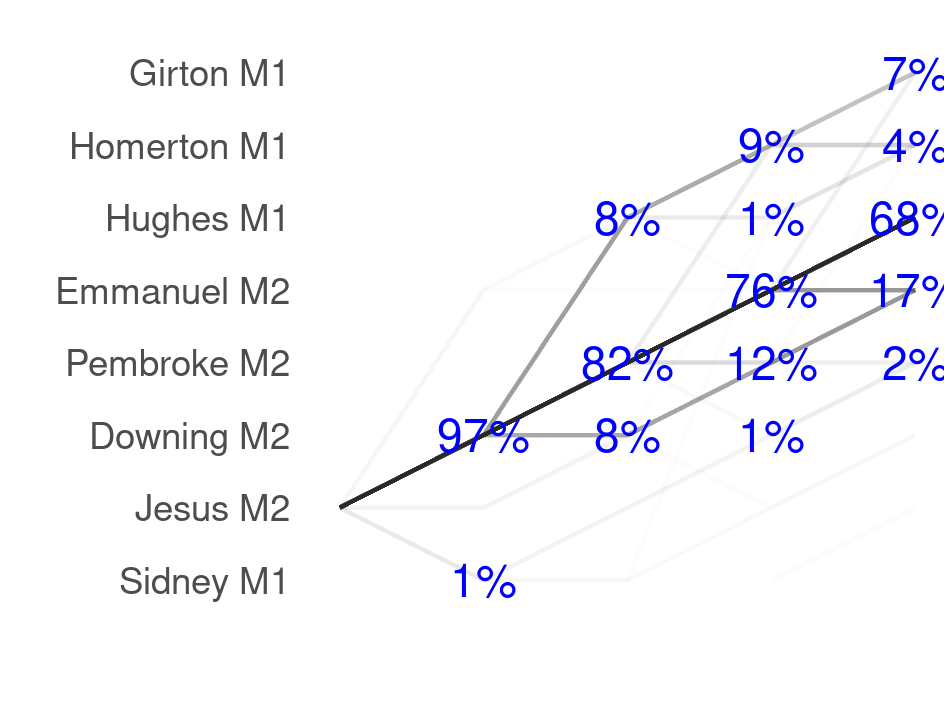 Girton M1 7%
Homerton M1 9% 4%
Hughes M1 8% 1% 68%
Emmanuel M2 76% 17%
Pembroke M2 82% 12% 2%
Downing M2 97% 8% 1%
Jesus M2
Sidney M1 1%